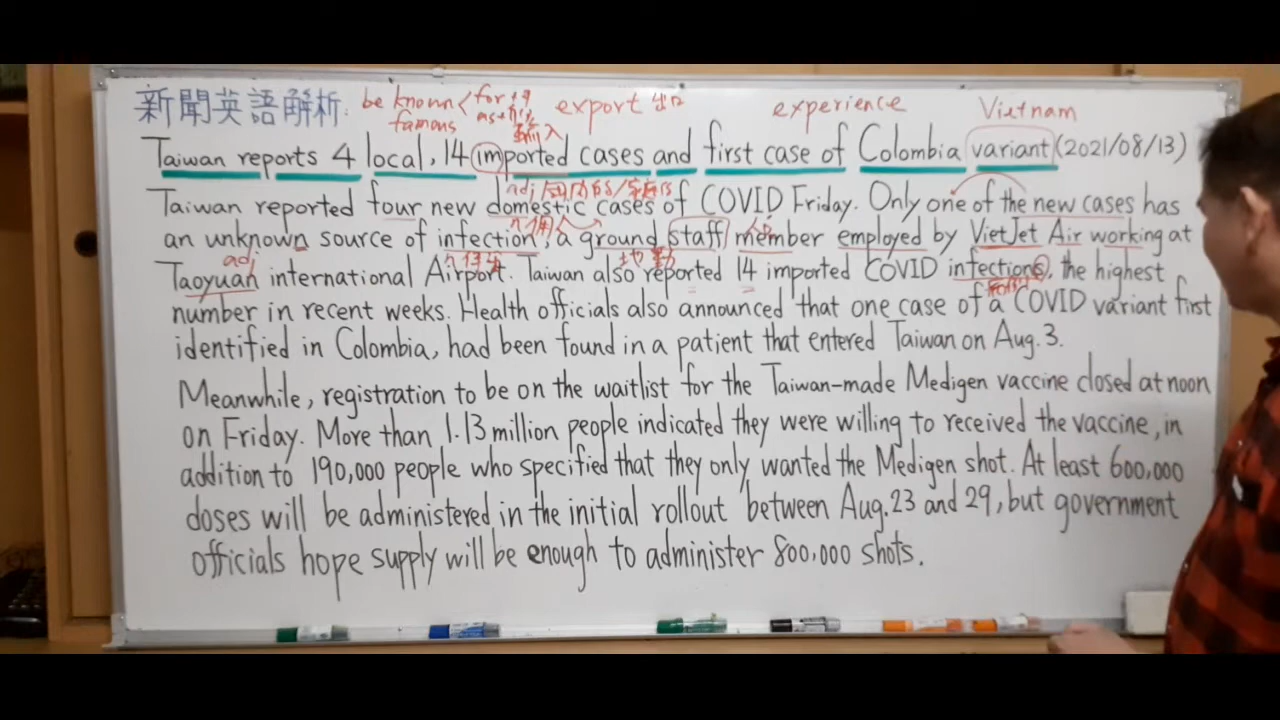 新聞英語解析: be known for+ export 出口 experience Vietnam
famous as+ 輸入
Taiwan reports 4 local, 14 imported cases and first case of Colombia variant (2021/08/13)
adj 國內的/
Taiwan reported four new domestic cases of COVID Friday. Only one of the new cases has
an unknown source of infection, a ground staff member employed by VietJet Air working at
adj 地勤
Taoyuan international Airport. Taiwan also reported 14 imported COVID infections, the highest
number in recent weeks. Health officials also announced that one case of a COVID variant first
identified in Colombia, had been found in a patient that entered Taiwan on Aug. 3.
Meanwhile, registration to be on the waitlist for the Taiwan-made Medigen vaccine closed at noon
on Friday. More than 1.13 million people indicated they were willing to received the vaccine, in
addition to 190,000 people who specified that they only wanted the Medigen shot. At least 600,000
doses will be administered in the initial rollout between Aug. 23 and 29, but government
officials hope supply will be enough to administer 800,000 shots.